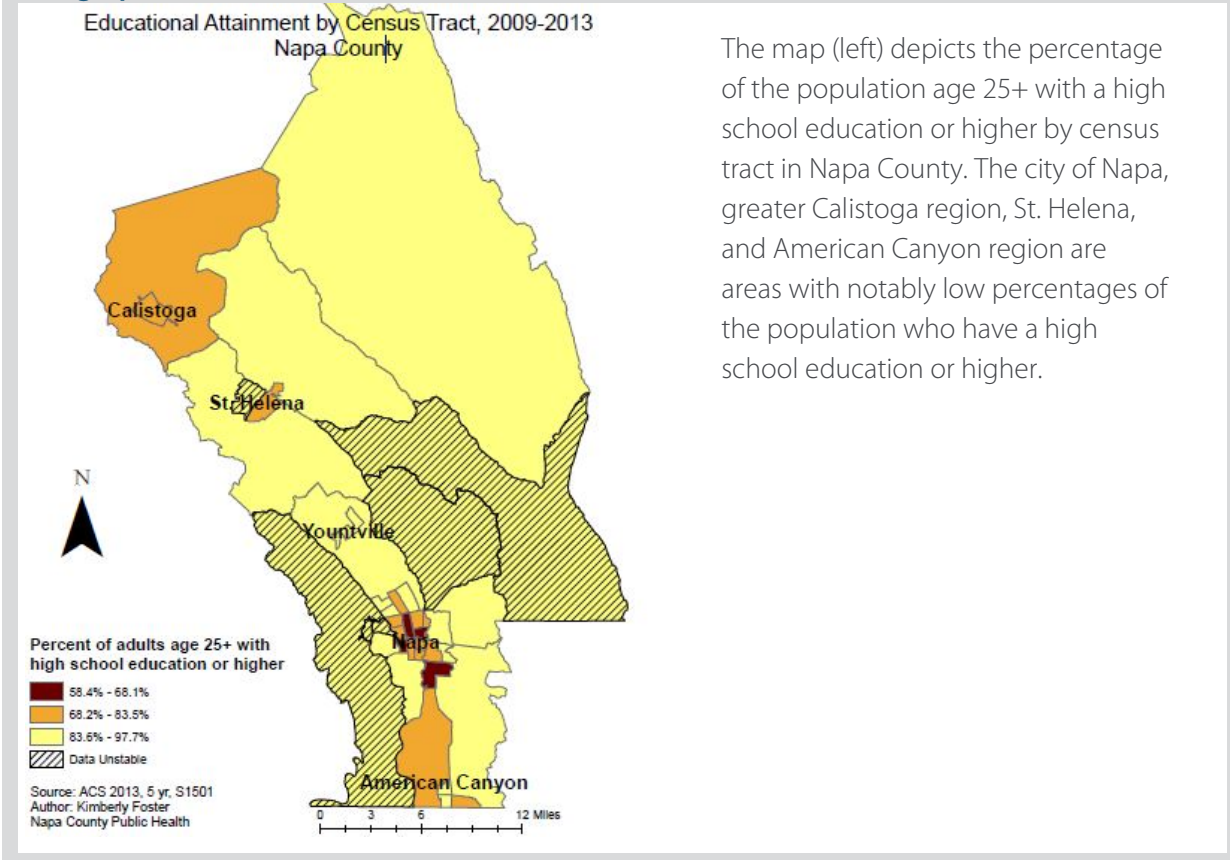 Educational Attainment by Census Tract, 2009-2013
Napa County
The map (left) depicts the percentage
of the population age 25+ with a high
school education or higher by census
tract in Napa County. The city of Napa,
greater Calistoga region, St. Helena,
and American Canyon region are
areas with notably low percentages of
the population who have a high
school education or higher.
Calistoga
St. Helena
N
Yountville
Napa
Percent of adults age 25+ with
high school education or higher
58.4% - 68.1%
68.2% - 83.5%
83.6% - 97.7%
Data Unstable
American Canyon
Source: ACS 2013, 5 yr, S1501
Author: Kimberly Foster
Napa County Public Health
0 3 6 12 Miles